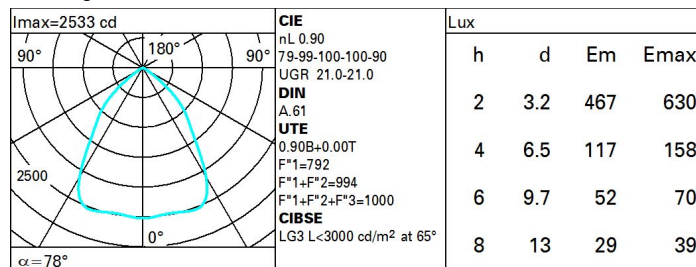 Imax=2533 cd
90° 180° 90°
2500
0°
α=78°
CIE
nL 0.90
79-99-100-100-90
UGR 21.0-21.0
DIN
A.61
UTE
0.90B+0.00T
F"1=792
F"1+F"2=994
F"1+F"2+F"3=1000
CIBSE
LG3 L<3000 cd/m² at 65°
Lux
h d Em Emax
2 3.2 467 630
4 6.5 117 158
6 9.7 52 70
8 13 29 39